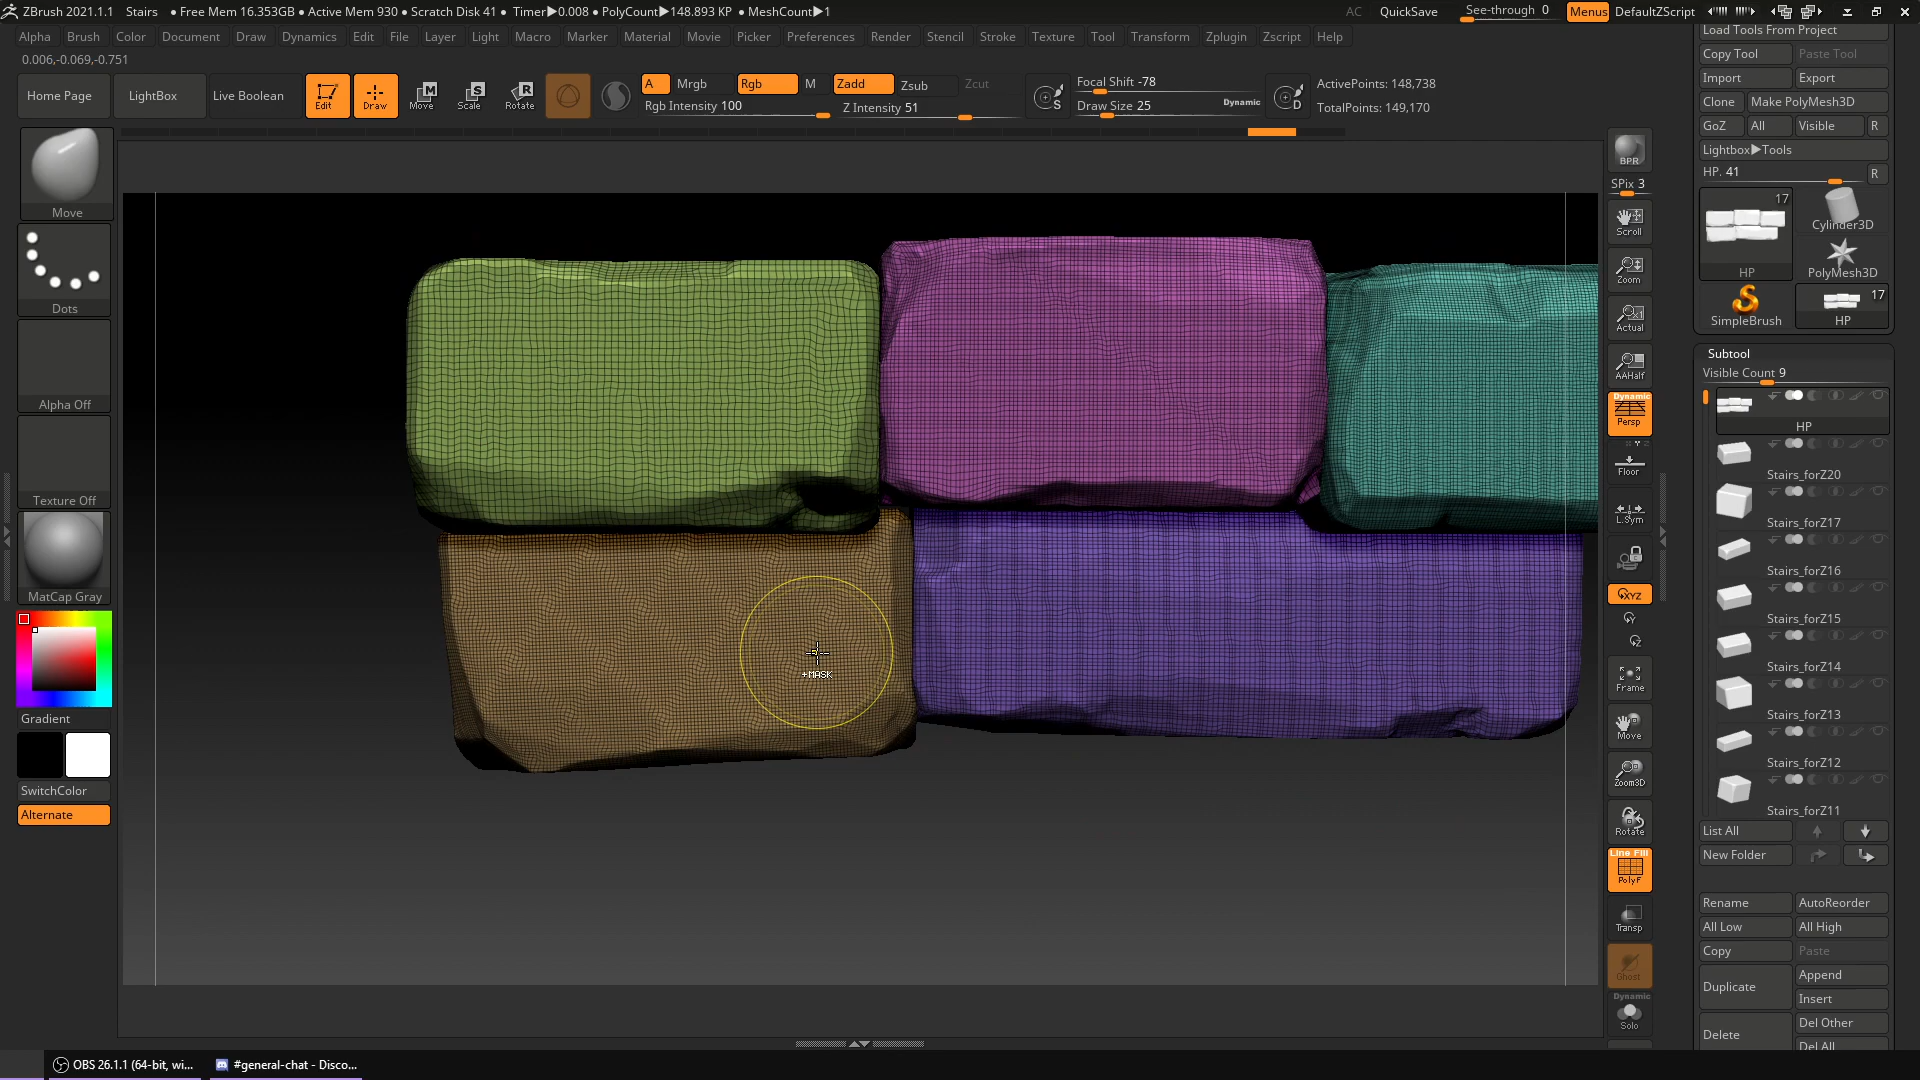 ZBrush 2021.1.1 Stairs • Free Mem 16.353GB • Active Mem 930 • Scratch Disk 41 • Timer▶0.008 • PolyCount▶148.893 KP • MeshCount▶1 AC QuickSave See-through 0 Menus DefaultZScript
Alpha Brush Color Document Draw Dynamics Edit File Layer Light Macro Marker Material Movie Picker Preferences Render Stencil Stroke Texture Tool Transform Zplugin Zscript Help
0.006,-0.069,-0.751
Home Page LightBox Live Boolean Edit Draw Move Scale Rotate
A Mrgb Rgb M Zadd Zsub Zcut
Rgb Intensity 100 Z Intensity 51
S
Focal Shift -78
Draw Size 25 Dynamic
D
ActivePoints: 148,738
TotalPoints: 149,170
Move
Dots
Alpha Off
Texture Off
MatCap Gray
Gradient
SwitchColor
Alternate
+MASK
BPR
SPix 3
Scroll
Zoom
Actual
AAHalf
Dynamic
Persp
Floor
L.Sym
XYZ
Y
Z
Frame
Move
Zoom3D
Rotate
Line Fill
PolyF
Transp
Ghost
Dynamic
Solo
Load Tools From Project
Copy Tool Paste Tool
Import Export
Clone Make PolyMesh3D
GoZ All Visible R
Lightbox▶Tools
HP. 41 R
17
HP
Cylinder3D
PolyMesh3D
SimpleBrush
17
HP
Subtool
Visible Count 9
HP
Stairs_forZ20
Stairs_forZ17
Stairs_forZ16
Stairs_forZ15
Stairs_forZ14
Stairs_forZ13
Stairs_forZ12
Stairs_forZ11
List All
New Folder
Rename AutoReorder
All Low All High
Copy Paste
Duplicate Append
Insert
Delete Del Other
Del All
OBS 26.1.1 (64-bit, wi...
#general-chat - Disco...